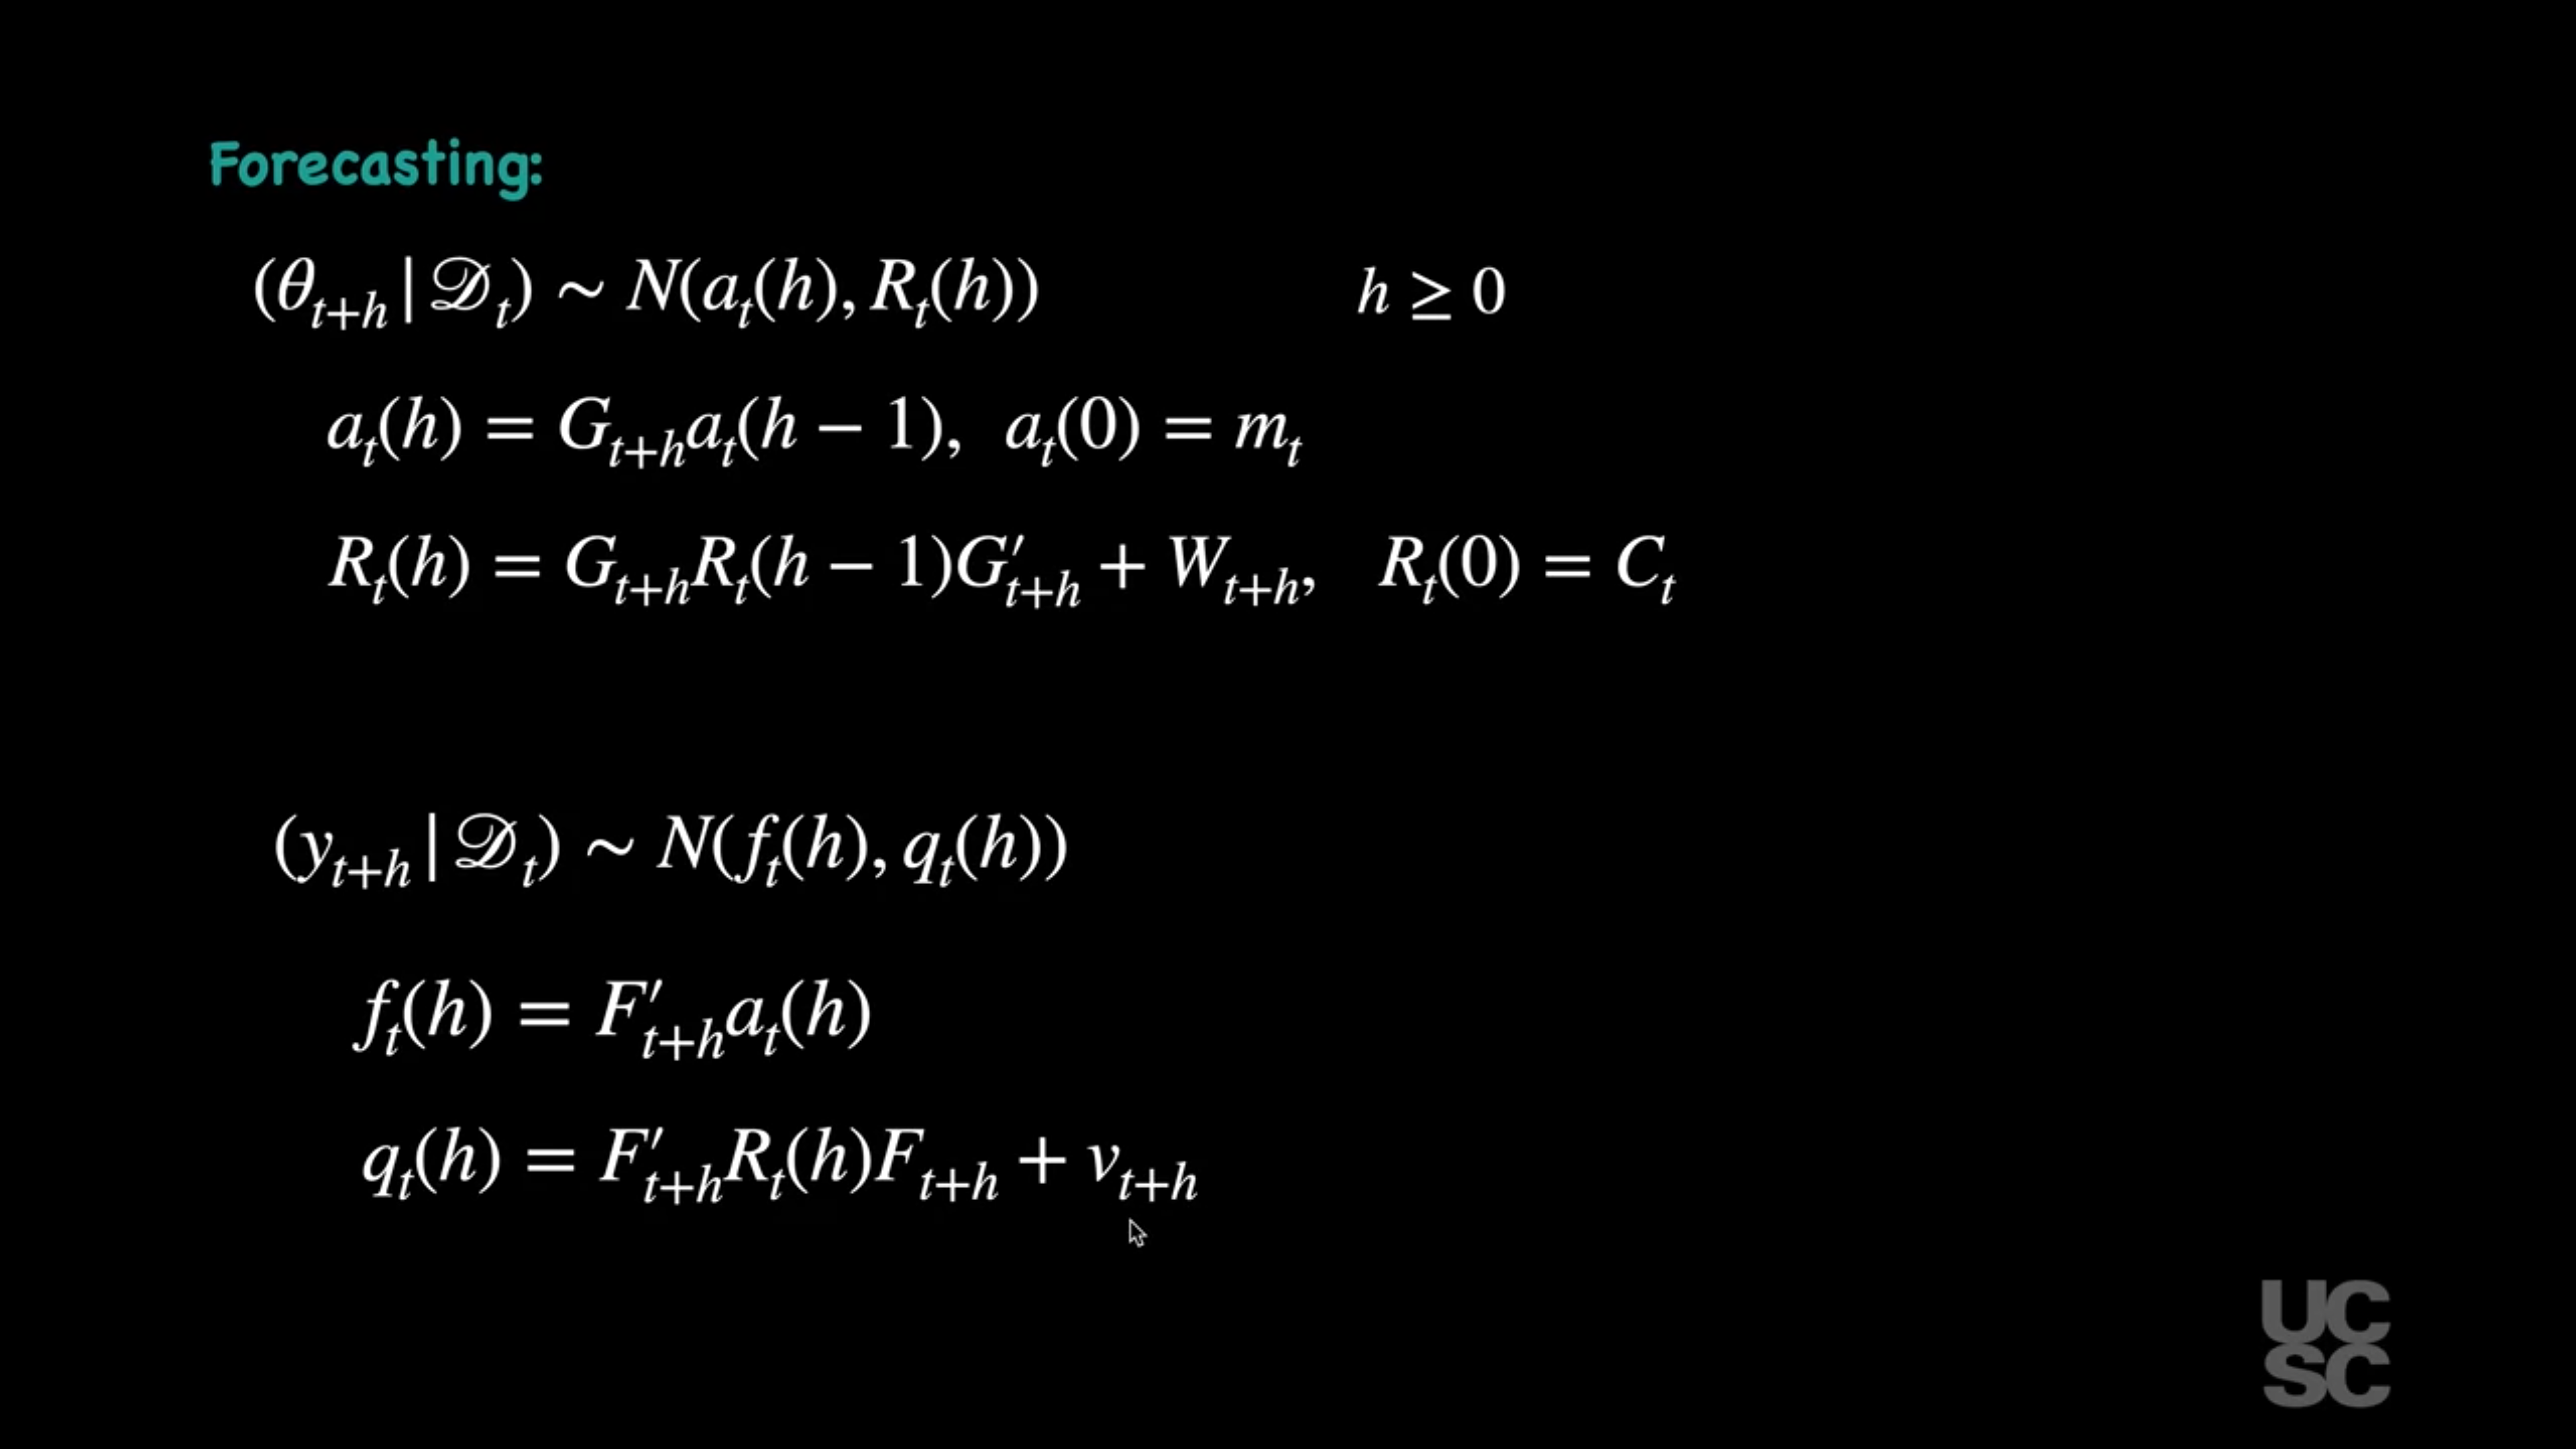 Forecasting:
(θ_{t+h} | 𝒟_t) ~ N(a_t(h), R_t(h))  h ≥ 0
a_t(h) = G_{t+h}a_t(h − 1), a_t(0) = m_t
R_t(h) = G_{t+h}R_t(h − 1)G′_{t+h} + W_{t+h}, R_t(0) = C_t
(y_{t+h} | 𝒟_t) ~ N(f_t(h), q_t(h))
f_t(h) = F′_{t+h}a_t(h)
q_t(h) = F′_{t+h}R_t(h)F_{t+h} + v_{t+h}
UC
SC